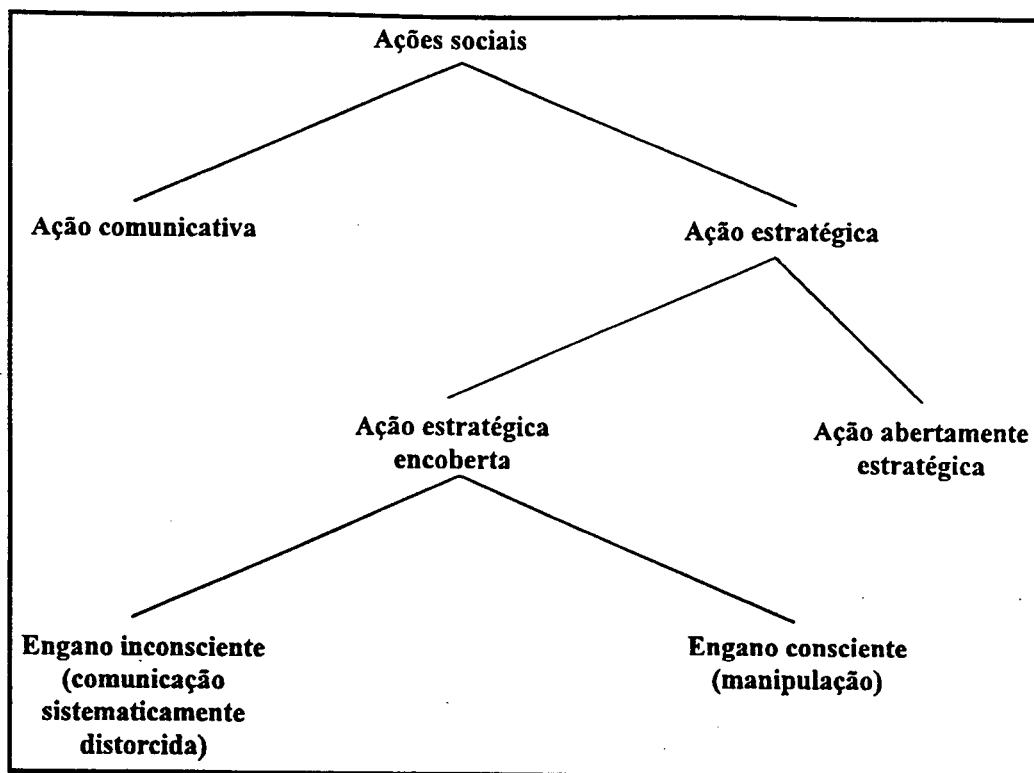 Ações sociais
Ação comunicativa
Ação estratégica
Ação estratégica
encoberta
Ação abertamente
estratégica
Engano inconsciente
(comunicação
sistematicamente
distorcida)
Engano consciente
(manipulação)